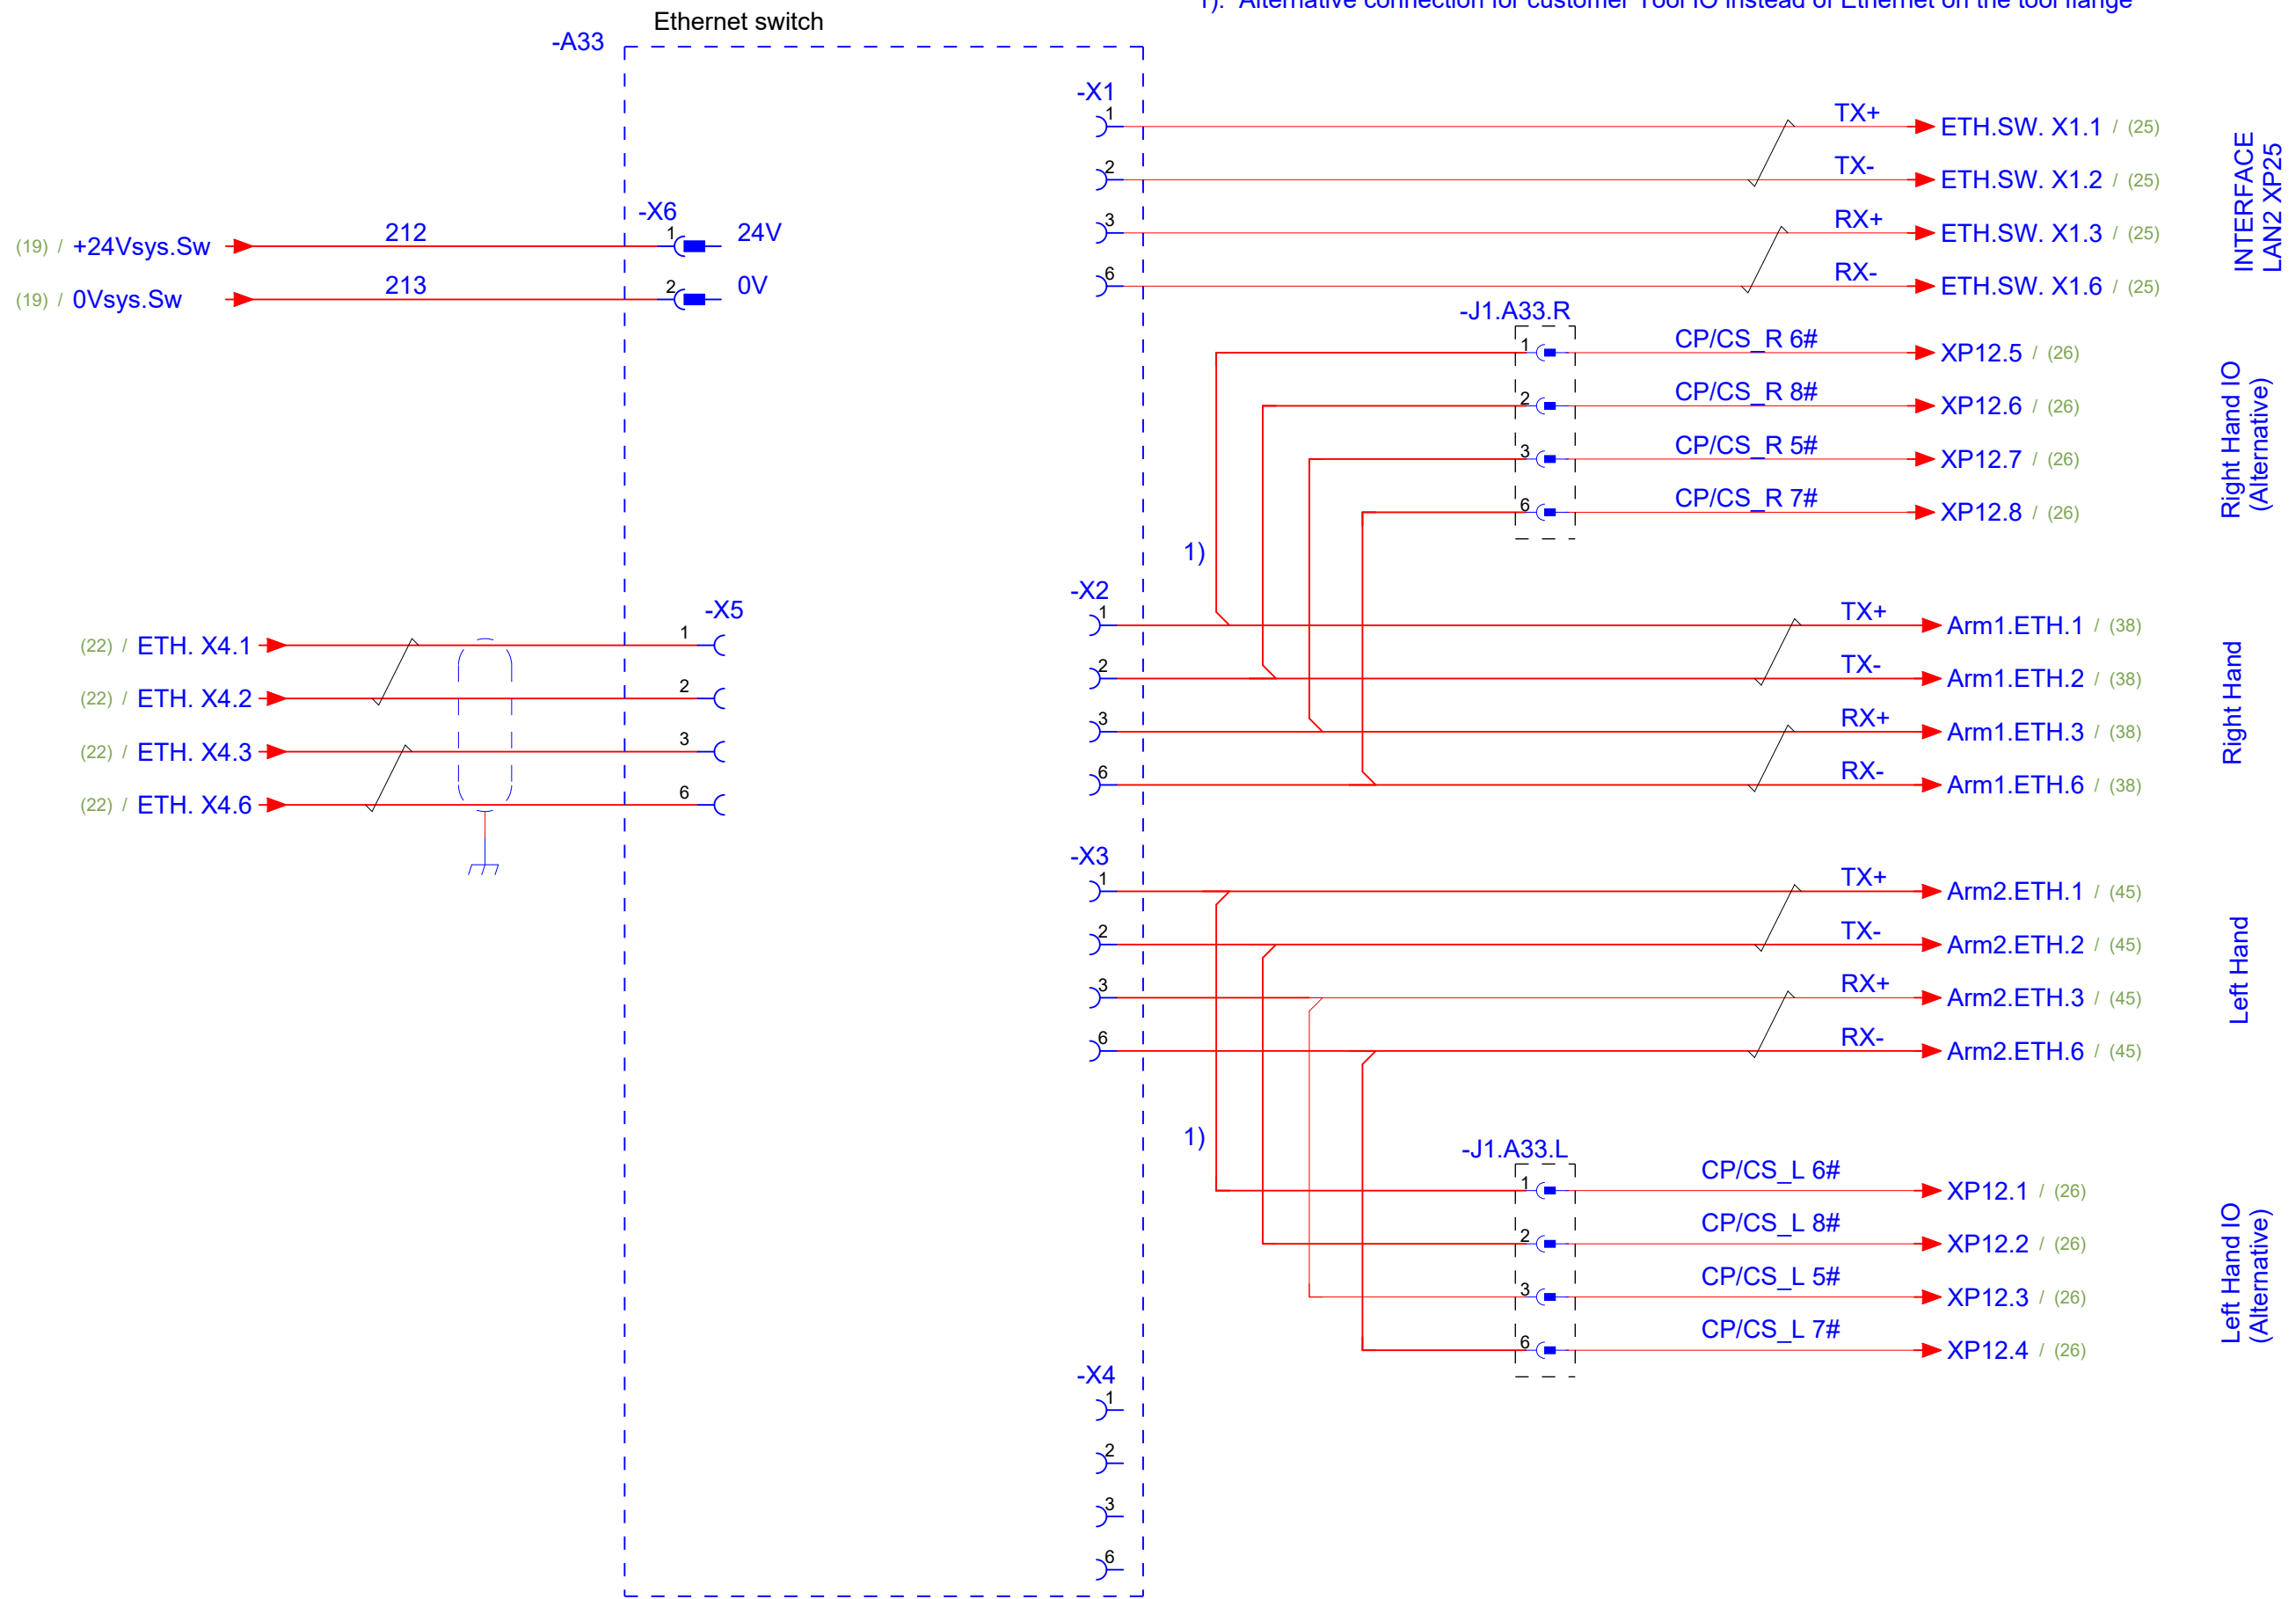 1). Alternative connection for customer Tool IO instead of Ethernet on the tool flange
Ethernet switch
-A33
-X1
1 TX+ ETH.SW. X1.1 / (25)
2 TX- ETH.SW. X1.2 / (25)
3 RX+ ETH.SW. X1.3 / (25)
6 RX- ETH.SW. X1.6 / (25)
INTERFACE
LAN2 XP25
-X6
(19) / +24Vsys.Sw 212 1 24V
(19) / 0Vsys.Sw 213 2 0V
-J1.A33.R
1 CP/CS_R 6# XP12.5 / (26)
2 CP/CS_R 8# XP12.6 / (26)
3 CP/CS_R 5# XP12.7 / (26)
6 CP/CS_R 7# XP12.8 / (26)
Right Hand IO
(Alternative)
1)
-X5
(22) / ETH. X4.1 1
(22) / ETH. X4.2 2
(22) / ETH. X4.3 3
(22) / ETH. X4.6 6
-X2
1 TX+ Arm1.ETH.1 / (38)
2 TX- Arm1.ETH.2 / (38)
3 RX+ Arm1.ETH.3 / (38)
6 RX- Arm1.ETH.6 / (38)
Right Hand
-X3
1 TX+ Arm2.ETH.1 / (45)
2 TX- Arm2.ETH.2 / (45)
3 RX+ Arm2.ETH.3 / (45)
6 RX- Arm2.ETH.6 / (45)
Left Hand
1)
-J1.A33.L
1 CP/CS_L 6# XP12.1 / (26)
2 CP/CS_L 8# XP12.2 / (26)
3 CP/CS_L 5# XP12.3 / (26)
6 CP/CS_L 7# XP12.4 / (26)
Left Hand IO
(Alternative)
-X4
1
2
3
6